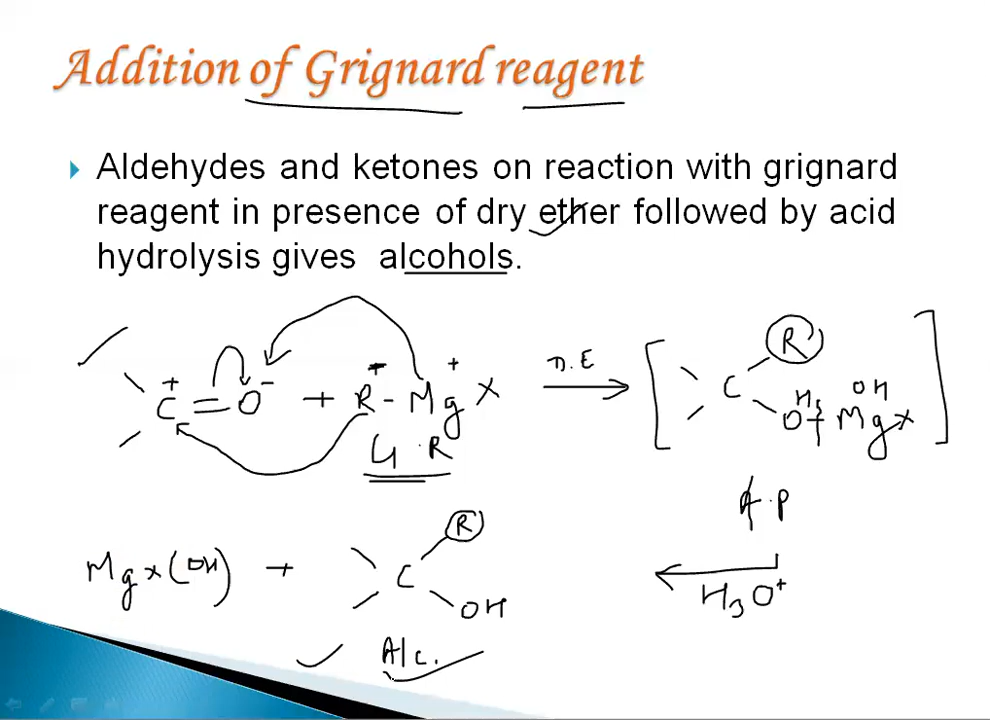 Addition of Grignard reagent
Aldehydes and ketones on reaction with grignard
reagent in presence of dry ether followed by acid
hydrolysis gives alcohols.
R
C = O + R - Mg X D.E C
+ - + H OH
O Mg x
G.R
A.P
R
Mg x (OH) + C H3O+
OH
Alc.